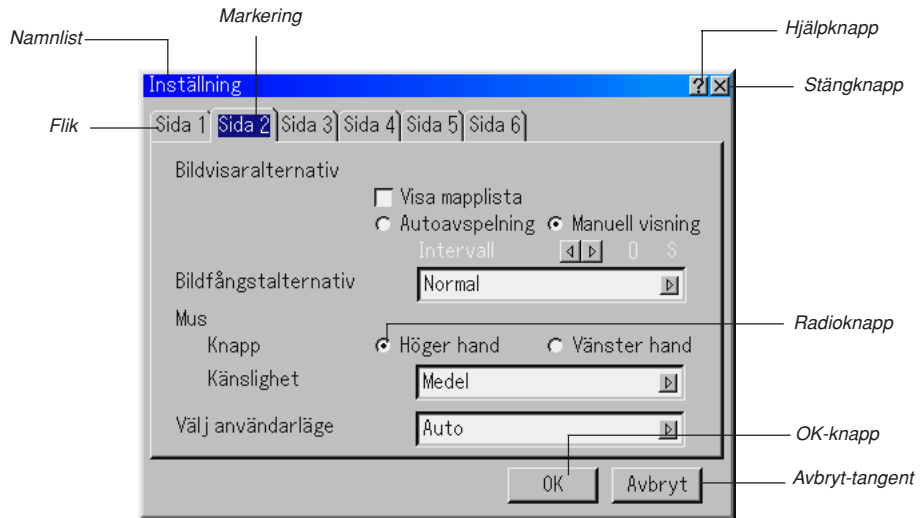 Markering
Namnlist
Hjälpknapp
Inställning
?
Stängknapp
Flik
Sida 1 Sida 2 Sida 3 Sida 4 Sida 5 Sida 6
Bildvisaralternativ
Visa mapplista
Autoavspelning Manuell visning
Intervall 0 S
Bildfångstalternativ Normal
Mus
Radioknapp
Knapp Höger hand Vänster hand
Känslighet Medel
Välj användarläge Auto
OK-knapp
OK Avbryt
Avbryt-tangent